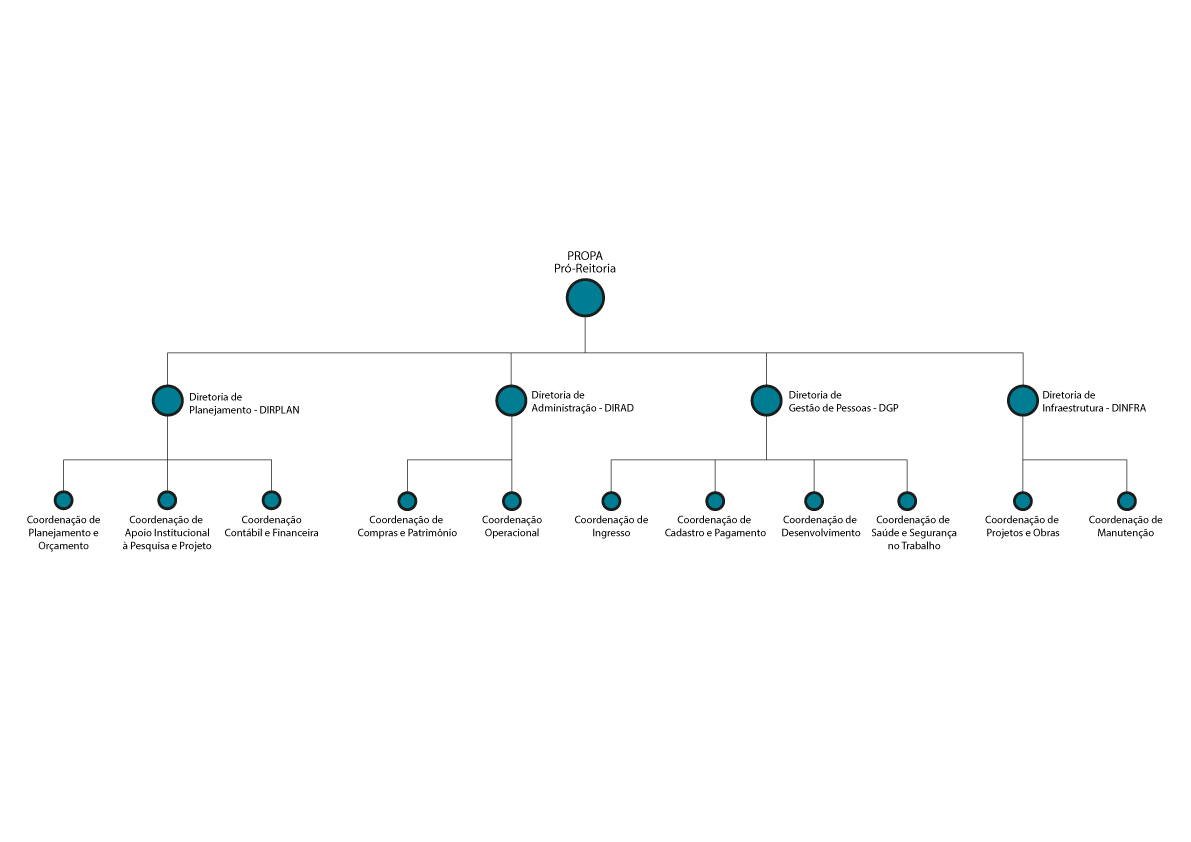 PROPA
Pró-Reitoria
Diretoria de
Planejamento - DIRPLAN
Diretoria de
Administração - DIRAD
Diretoria de
Gestão de Pessoas - DGP
Diretoria de
Infraestrutura - DINFRA
Coordenação de
Planejamento e
Orçamento
Coordenação de
Apoio Institucional
à Pesquisa e Projeto
Coordenação
Contábil e Financeira
Coordenação de
Compras e Patrimônio
Coordenação
Operacional
Coordenação de
Ingresso
Coordenação de
Cadastro e Pagamento
Coordenação de
Desenvolvimento
Coordenação de
Saúde e Segurança
no Trabalho
Coordenação de
Projetos e Obras
Coordenação de
Manutenção